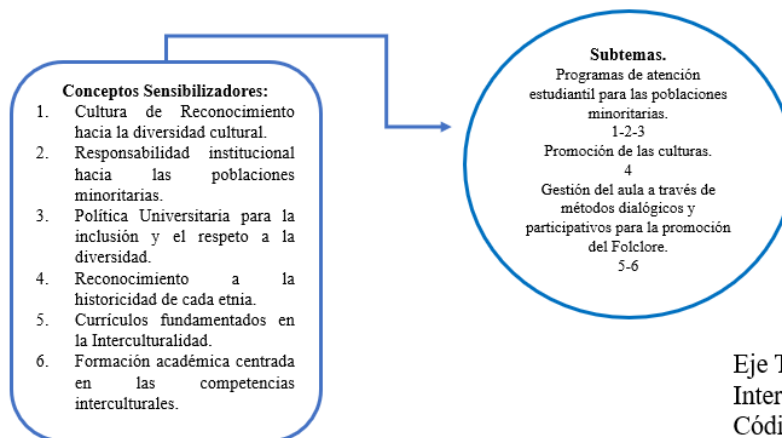 Conceptos Sensibilizadores:
1. Cultura de Reconocimiento
hacia la diversidad cultural.
2. Responsabilidad institucional
hacia las poblaciones
minoritarias.
3. Política Universitaria para la
inclusión y el respeto a la
diversidad.
4. Reconocimiento a la
historicidad de cada etnia.
5. Currículos fundamentados en
la Interculturalidad.
6. Formación académica centrada
en las competencias
interculturales.
Subtemas.
Programas de atención
estudiantil para las poblaciones
minoritarias.
1-2-3
Promoción de las culturas.
4
Gestión del aula a través de
métodos dialógicos y
participativos para la promoción
del Folclore.
5-6
Eje